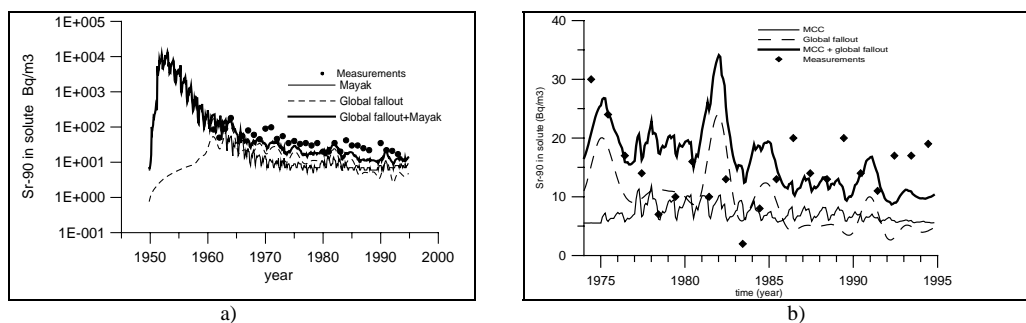 1E+005
1E+004
1E+003
1E+002
1E+001
1E+000
1E-001
Sr-90 in solute Bq/m3
Measurements
Mayak
Global fallout
Global fallout+Mayak
1950 1960 1970 1980 1990 2000
year
a)
MCC
Global fallout
MCC + global fallout
Measurements
40
30
20
10
0
Sr-90 in solute (Bq/m3)
1975 1980 1985 1990 1995
time (year)
b)